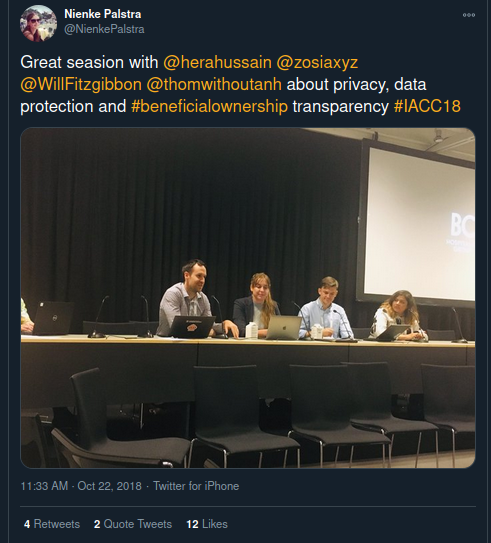 Nienke Palstra
@NienkePalstra
Great seasion with @herahussain @zosiaxyz
@WillFitzgibbon @thomwithoutanh about privacy, data
protection and #beneficialownership transparency #IACC18
11:33 AM · Oct 22, 2018 · Twitter for iPhone
4 Retweets 2 Quote Tweets 12 Likes